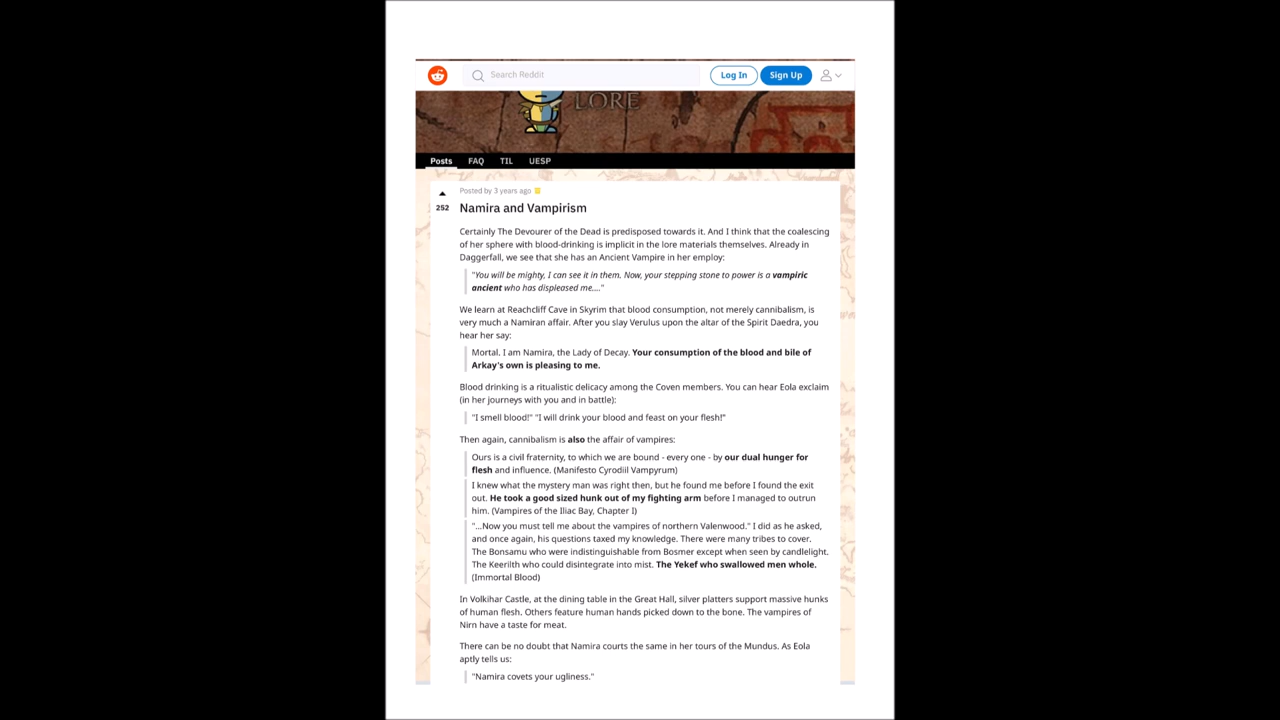 Search Reddit
Log In
Sign Up
LORE
Posts FAQ TIL UESP
Posted by 3 years ago
252
Namira and Vampirism
Certainly The Devourer of the Dead is predisposed towards it. And I think that the coalescing
of her sphere with blood-drinking is implicit in the lore materials themselves. Already in
Daggerfall, we see that she has an Ancient Vampire in her employ:
"You will be mighty, I can see it in them. Now, your stepping stone to power is a vampiric
ancient who has displeased me...."
We learn at Reachcliff Cave in Skyrim that blood consumption, not merely cannibalism, is
very much a Namiran affair. After you slay Verulus upon the altar of the Spirit Daedra, you
hear her say:
Mortal. I am Namira, the Lady of Decay. Your consumption of the blood and bile of
Arkay's own is pleasing to me.
Blood drinking is a ritualistic delicacy among the Coven members. You can hear Eola exclaim
(in her journeys with you and in battle):
"I smell blood!" "I will drink your blood and feast on your flesh!"
Then again, cannibalism is also the affair of vampires:
Ours is a civil fraternity, to which we are bound - every one - by our dual hunger for
flesh and influence. (Manifesto Cyrodiil Vampyrum)
I knew what the mystery man was right then, but he found me before I found the exit
out. He took a good sized hunk out of my fighting arm before I managed to outrun
him. (Vampires of the Iliac Bay, Chapter I)
"...Now you must tell me about the vampires of northern Valenwood." I did as he asked,
and once again, his questions taxed my knowledge. There were many tribes to cover.
The Bonsamu who were indistinguishable from Bosmer except when seen by candlelight.
The Keerilth who could disintegrate into mist. The Yekef who swallowed men whole.
(Immortal Blood)
In Volkihar Castle, at the dining table in the Great Hall, silver platters support massive hunks
of human flesh. Others feature human hands picked down to the bone. The vampires of
Nirn have a taste for meat.
There can be no doubt that Namira courts the same in her tours of the Mundus. As Eola
aptly tells us:
"Namira covets your ugliness."